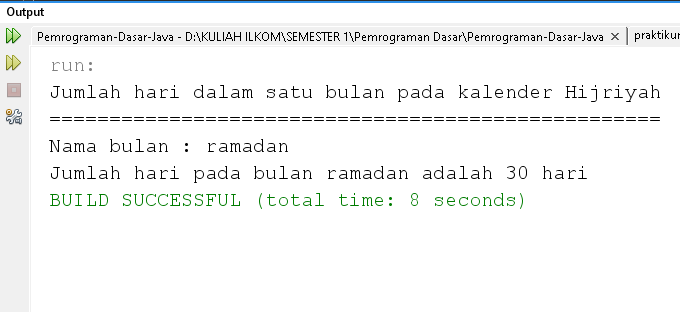 Output
Pemrograman-Dasar-Java - D:\KULIAH ILKOM\SEMESTER 1\Pemrograman Dasar\Pemrograman-Dasar-Java × praktikur
run:
Jumlah hari dalam satu bulan pada kalender Hijriyah
===================================================
Nama bulan : ramadan
Jumlah hari pada bulan ramadan adalah 30 hari
BUILD SUCCESSFUL (total time: 8 seconds)